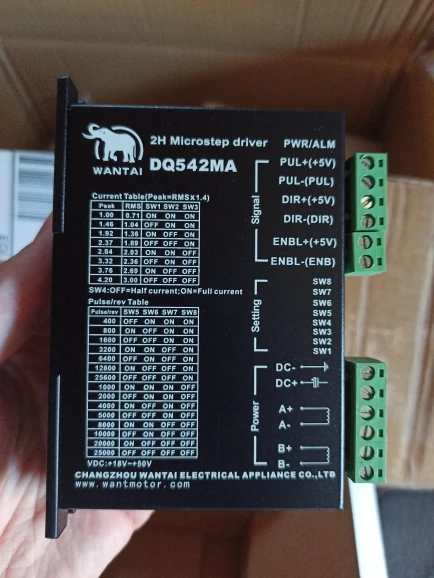 WANTAI
2H Microstep driver
DQ542MA
Current Table(Peak=RMSX1.4)
Peak RMS SW1 SW2 SW3
1.00 0.71 ON ON ON
1.46 1.04 OFF ON ON
1.92 1.36 ON OFF ON
2.37 1.69 OFF OFF ON
2.84 2.03 ON ON OFF
3.32 2.36 OFF ON OFF
3.76 2.69 ON OFF OFF
4.20 3.00 OFF OFF OFF
SW4:OFF=Half current;ON=Full current
Pulse/rev Table
Pulse/rev SW5 SW6 SW7 SW8
400 OFF ON ON ON
800 ON OFF ON ON
1600 OFF OFF ON ON
3200 ON ON OFF ON
6400 OFF ON OFF ON
12800 ON OFF OFF ON
25600 OFF OFF OFF ON
1000 ON ON ON OFF
2000 OFF ON ON OFF
4000 ON OFF ON OFF
5000 OFF OFF ON OFF
8000 ON ON OFF OFF
10000 OFF ON OFF OFF
20000 ON OFF OFF OFF
25000 OFF OFF OFF OFF
VDC:+18V~+50V
PWR/ALM
Signal
PUL+(+5V)
PUL-(PUL)
DIR+(+5V)
DIR-(DIR)
ENBL+(+5V)
ENBL-(ENB)
Setting
SW8
SW7
SW6
SW5
SW4
SW3
SW2
SW1
Power
DC-
DC+
A+
A-
B+
B-
CHANGZHOU WANTAI ELECTRICAL APPLIANCE CO.,LTD
www.wantmotor.com